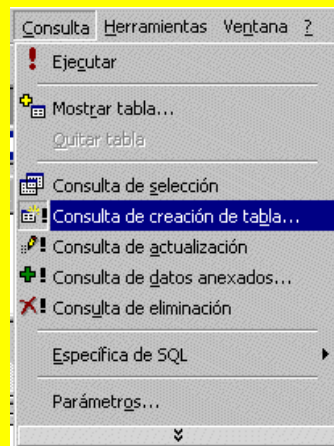 Consulta Herramientas Ventana ?
Ejecutar
Mostrar tabla...
Quitar tabla
Consulta de selección
Consulta de creación de tabla...
Consulta de actualización
Consulta de datos anexados...
Consulta de eliminación
Específica de SQL
Parámetros...